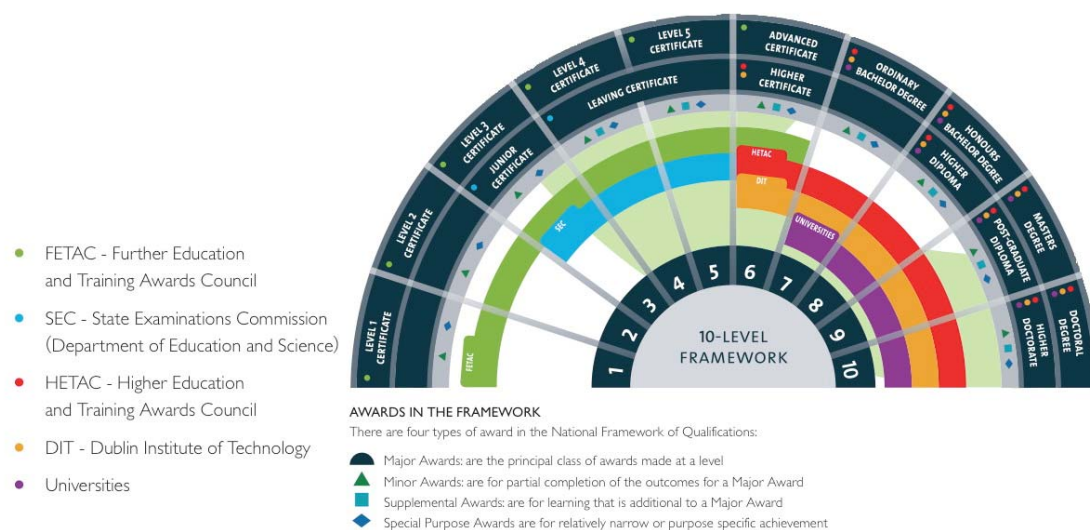 FETAC - Further Education
and Training Awards Council
SEC - State Examinations Commission
(Department of Education and Science)
HETAC - Higher Education
and Training Awards Council
DIT - Dublin Institute of Technology
Universities
LEVEL 1
CERTIFICATE
LEVEL 2
CERTIFICATE
LEVEL 3
CERTIFICATE
JUNIOR
CERTIFICATE
LEVEL 4
CERTIFICATE
LEVEL 5
CERTIFICATE
LEAVING CERTIFICATE
ADVANCED
CERTIFICATE
HIGHER
CERTIFICATE
ORDINARY
BACHELOR DEGREE
HONOURS
BACHELOR DEGREE
HIGHER
DIPLOMA
MASTERS
DEGREE
POST-GRADUATE
DIPLOMA
DOCTORAL
DEGREE
HIGHER
DOCTORATE
FETAC
SEC
HETAC
DIT
UNIVERSITIES
1
2
3
4
5
6
7
8
9
10
10-LEVEL
FRAMEWORK
AWARDS IN THE FRAMEWORK
There are four types of award in the National Framework of Qualifications:
Major Awards: are the principal class of awards made at a level
Minor Awards: are for partial completion of the outcomes for a Major Award
Supplemental Awards: are for learning that is additional to a Major Award
Special Purpose Awards are for relatively narrow or purpose specific achievement